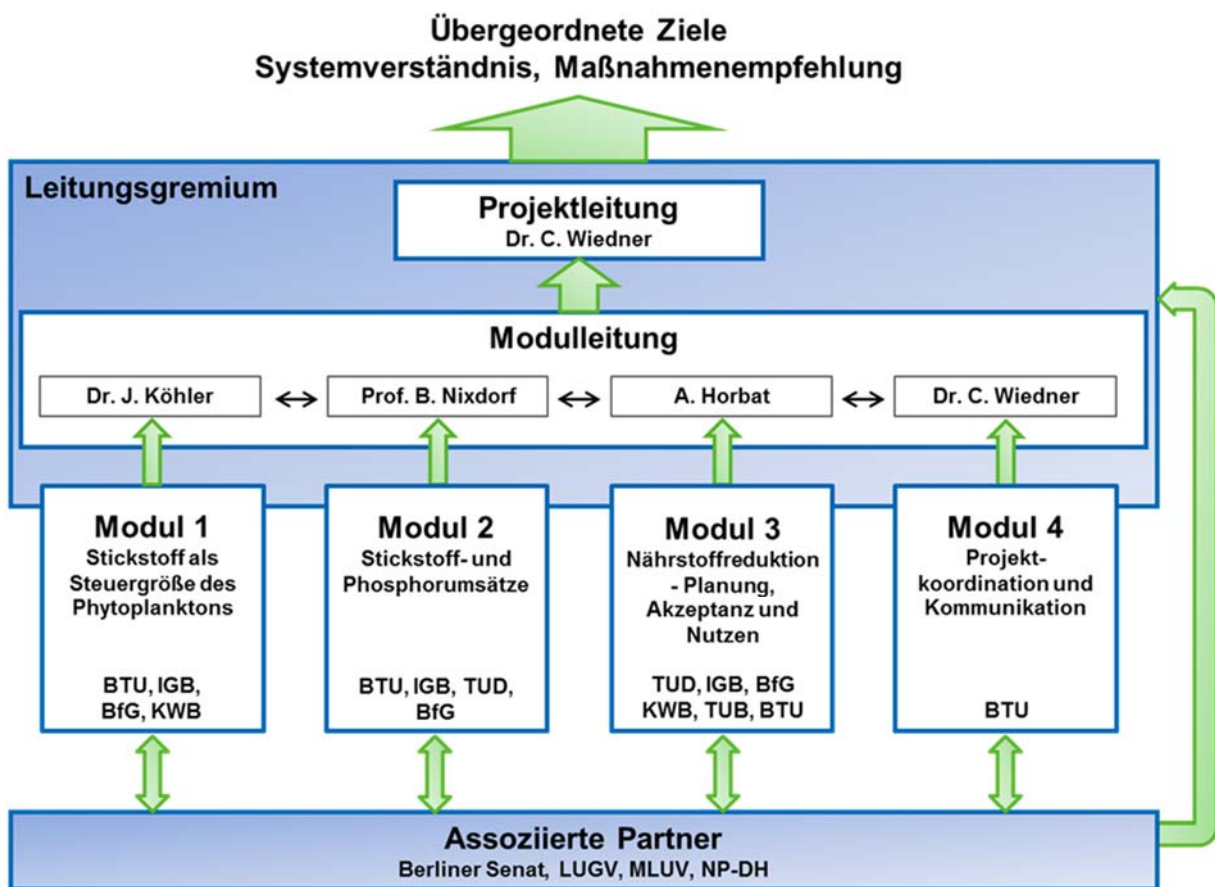 Übergeordnete Ziele
Systemverständnis, Maßnahmenempfehlung
Leitungsgremium
Projektleitung
Dr. C. Wiedner
Modulleitung
Dr. J. Köhler
Prof. B. Nixdorf
A. Horbat
Dr. C. Wiedner
Modul 1
Stickstoff als
Steuergröße des
Phytoplanktons
BTU, IGB,
BfG, KWB
Modul 2
Stickstoff- und
Phosphorumsätze
BTU, IGB, TUD,
BfG
Modul 3
Nährstoffreduktion
- Planung,
Akzeptanz und
Nutzen
TUD, IGB, BfG
KWB, TUB, BTU
Modul 4
Projekt-
koordination und
Kommunikation
BTU
Assoziierte Partner
Berliner Senat, LUGV, MLUV, NP-DH